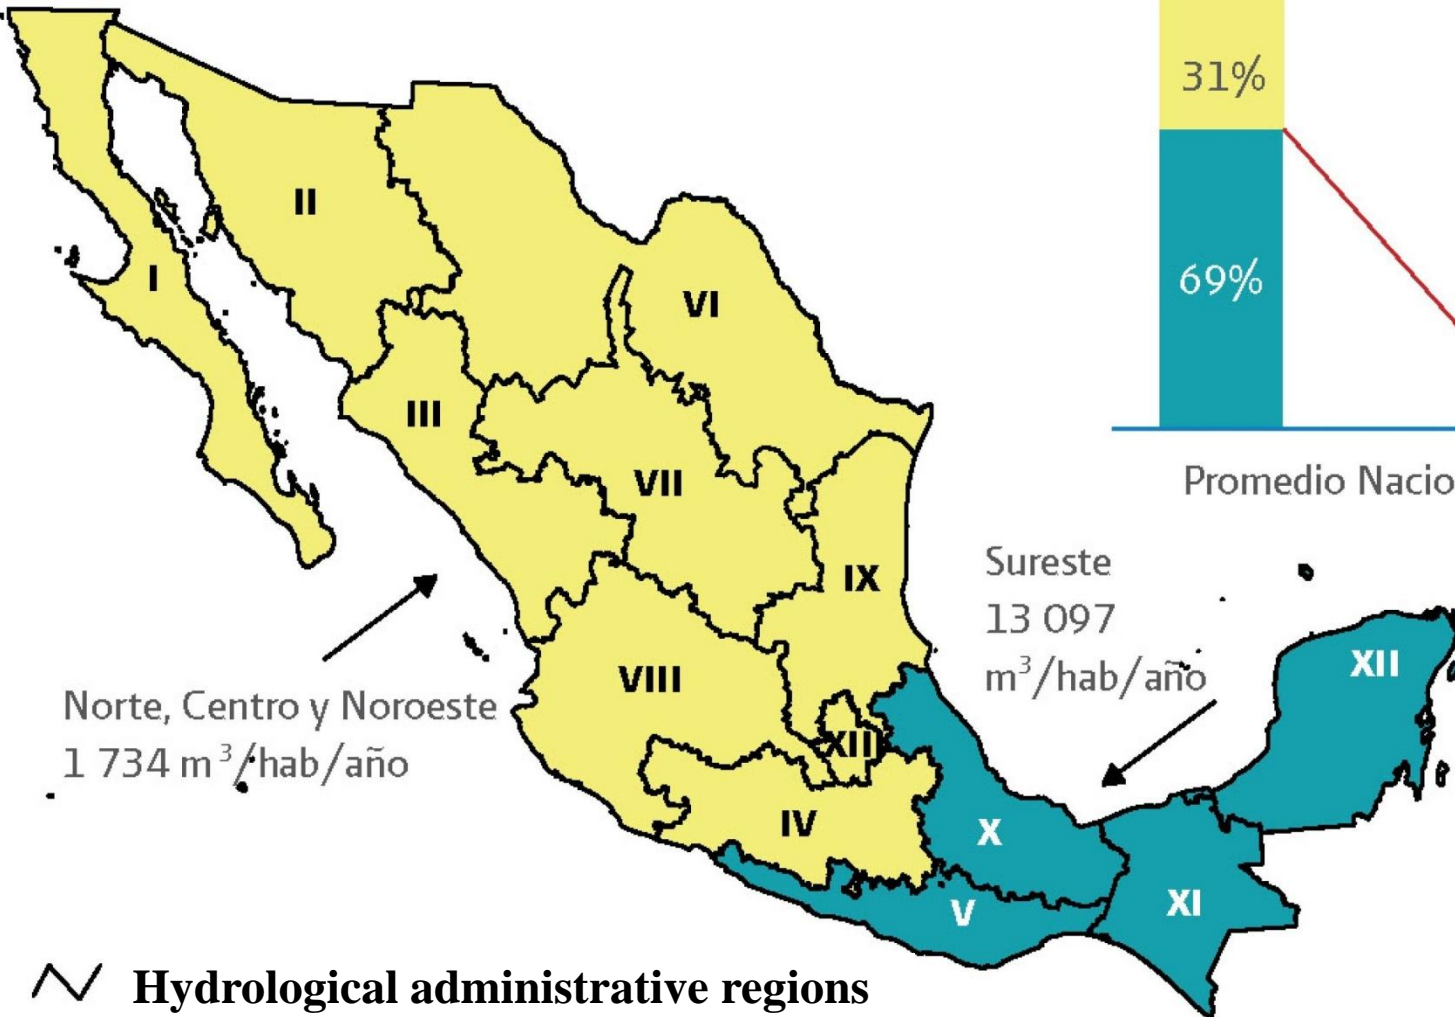 31%
69%
Promedio Nacio
I
II
III
VI
VII
IX
VIII
XIII
IV
X
V
XI
XII
Sureste
13 097
m³/hab/año
Norte, Centro y Noroeste
1 734 m³/hab/año
Hydrological administrative regions